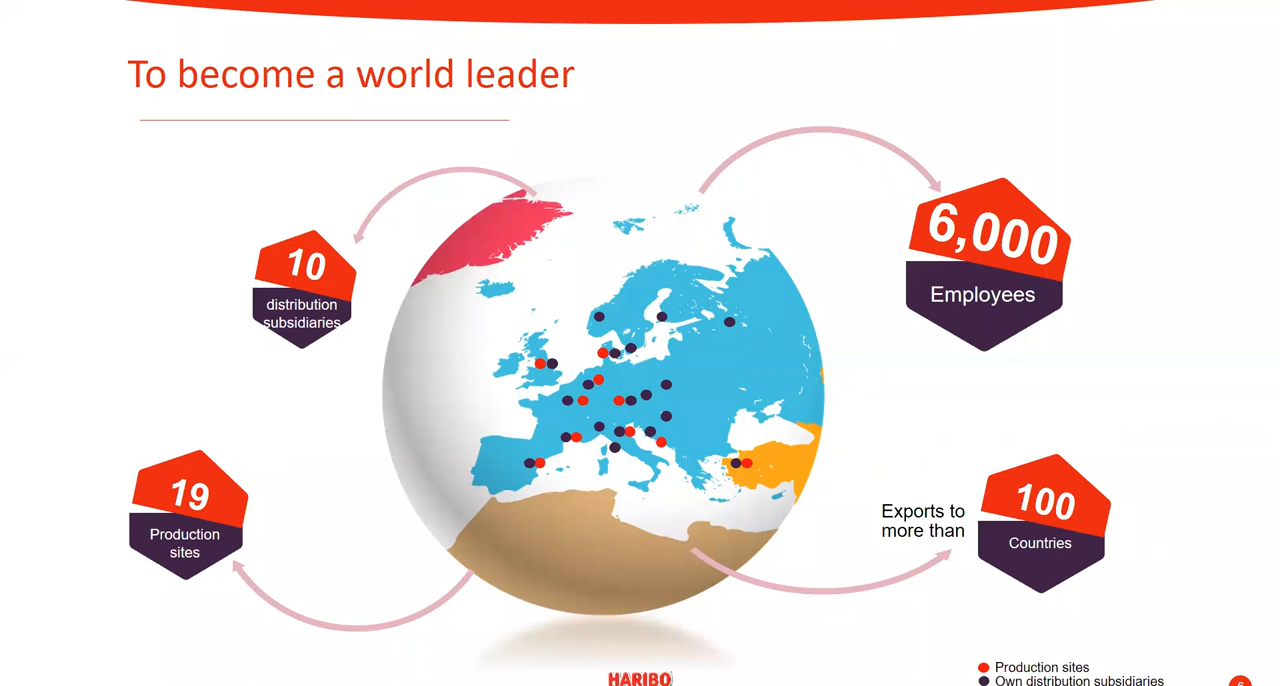 To become a world leader
10
distribution
subsidiaries
6,000
Employees
19
Production
sites
Exports to
more than
100
Countries
Production sites
Own distribution subsidiaries
HARIBO
6